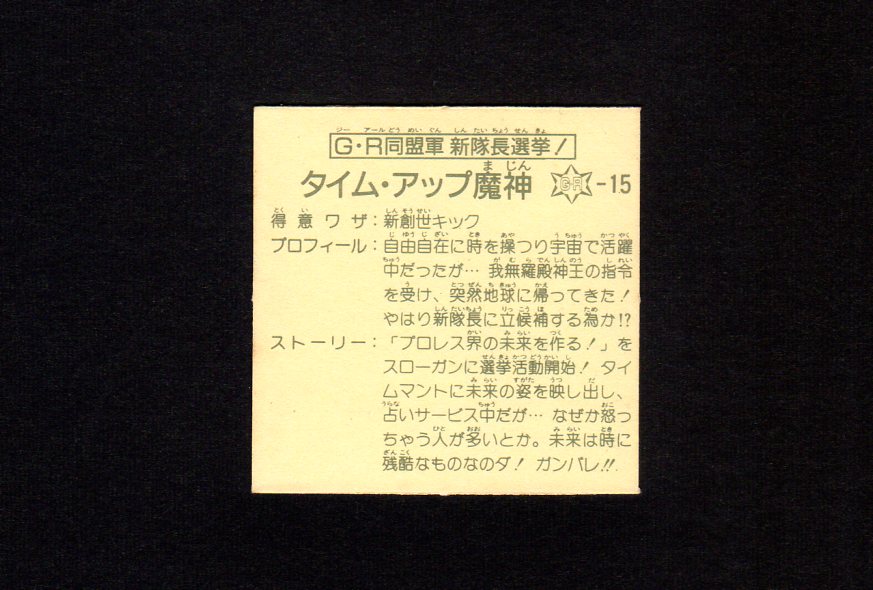 G・R同盟軍 新隊長選挙！
タイム・アップ魔神 GR -15
得意ワザ：新創世キック
プロフィール：自由自在に時を操つり宇宙で活躍
中だったが… 我無羅殿神王の指令
を受け、突然地球に帰ってきた！
やはり新隊長に立候補する為か!?
ストーリー：「プロレス界の未来を作る！」を
スローガンに選挙活動開始！ タイ
ムマントに未来の姿を映し出し、
占いサービス中だが… なぜか怒っ
ちゃう人が多いとか。未来は時に
残酷なものなのダ！ ガンバレ!!